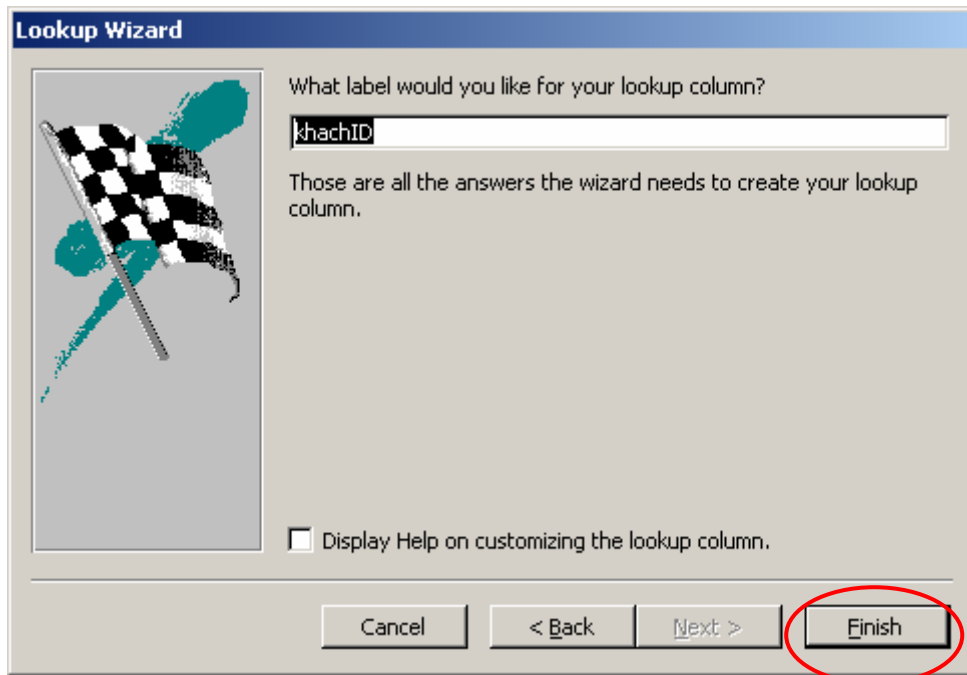 Lookup Wizard
What label would you like for your lookup column?
khachID
Those are all the answers the wizard needs to create your lookup
column.
Display Help on customizing the lookup column.
Cancel
< Back
Next >
Finish